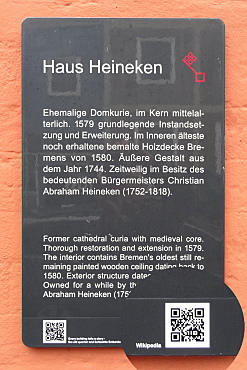 Haus Heineken
Ehemalige Domkurie, im Kern mittelal-
terlich. 1579 grundlegende Instandset-
zung und Erweiterung. Im Inneren älteste
noch erhaltene bemalte Holzdecke Bre-
mens von 1580. Äußere Gestalt aus
dem Jahr 1744. Zeitweilig im Besitz des
bedeutenden Bürgermeisters Christian
Abraham Heineken (1752-1818).
Former cathedral curia with medieval core.
Thorough restoration and extension in 1579.
The interior contains Bremen's oldest still re-
maining painted wooden ceiling dating back to
1580. Exterior structure
Owned for a while by
Abraham Heineken
Wikipedia